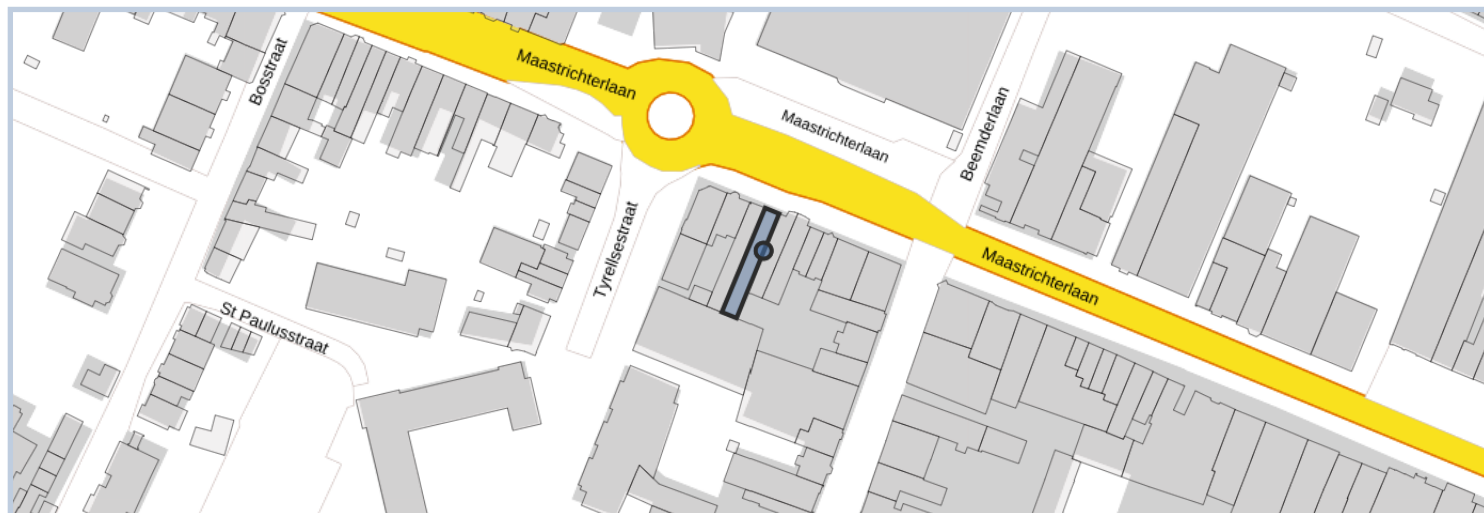 Maastrichterlaan
Bosstraat
Maastrichterlaan
Beemderlaan
Tyrellsestraat
Maastrichterlaan
St Paulusstraat